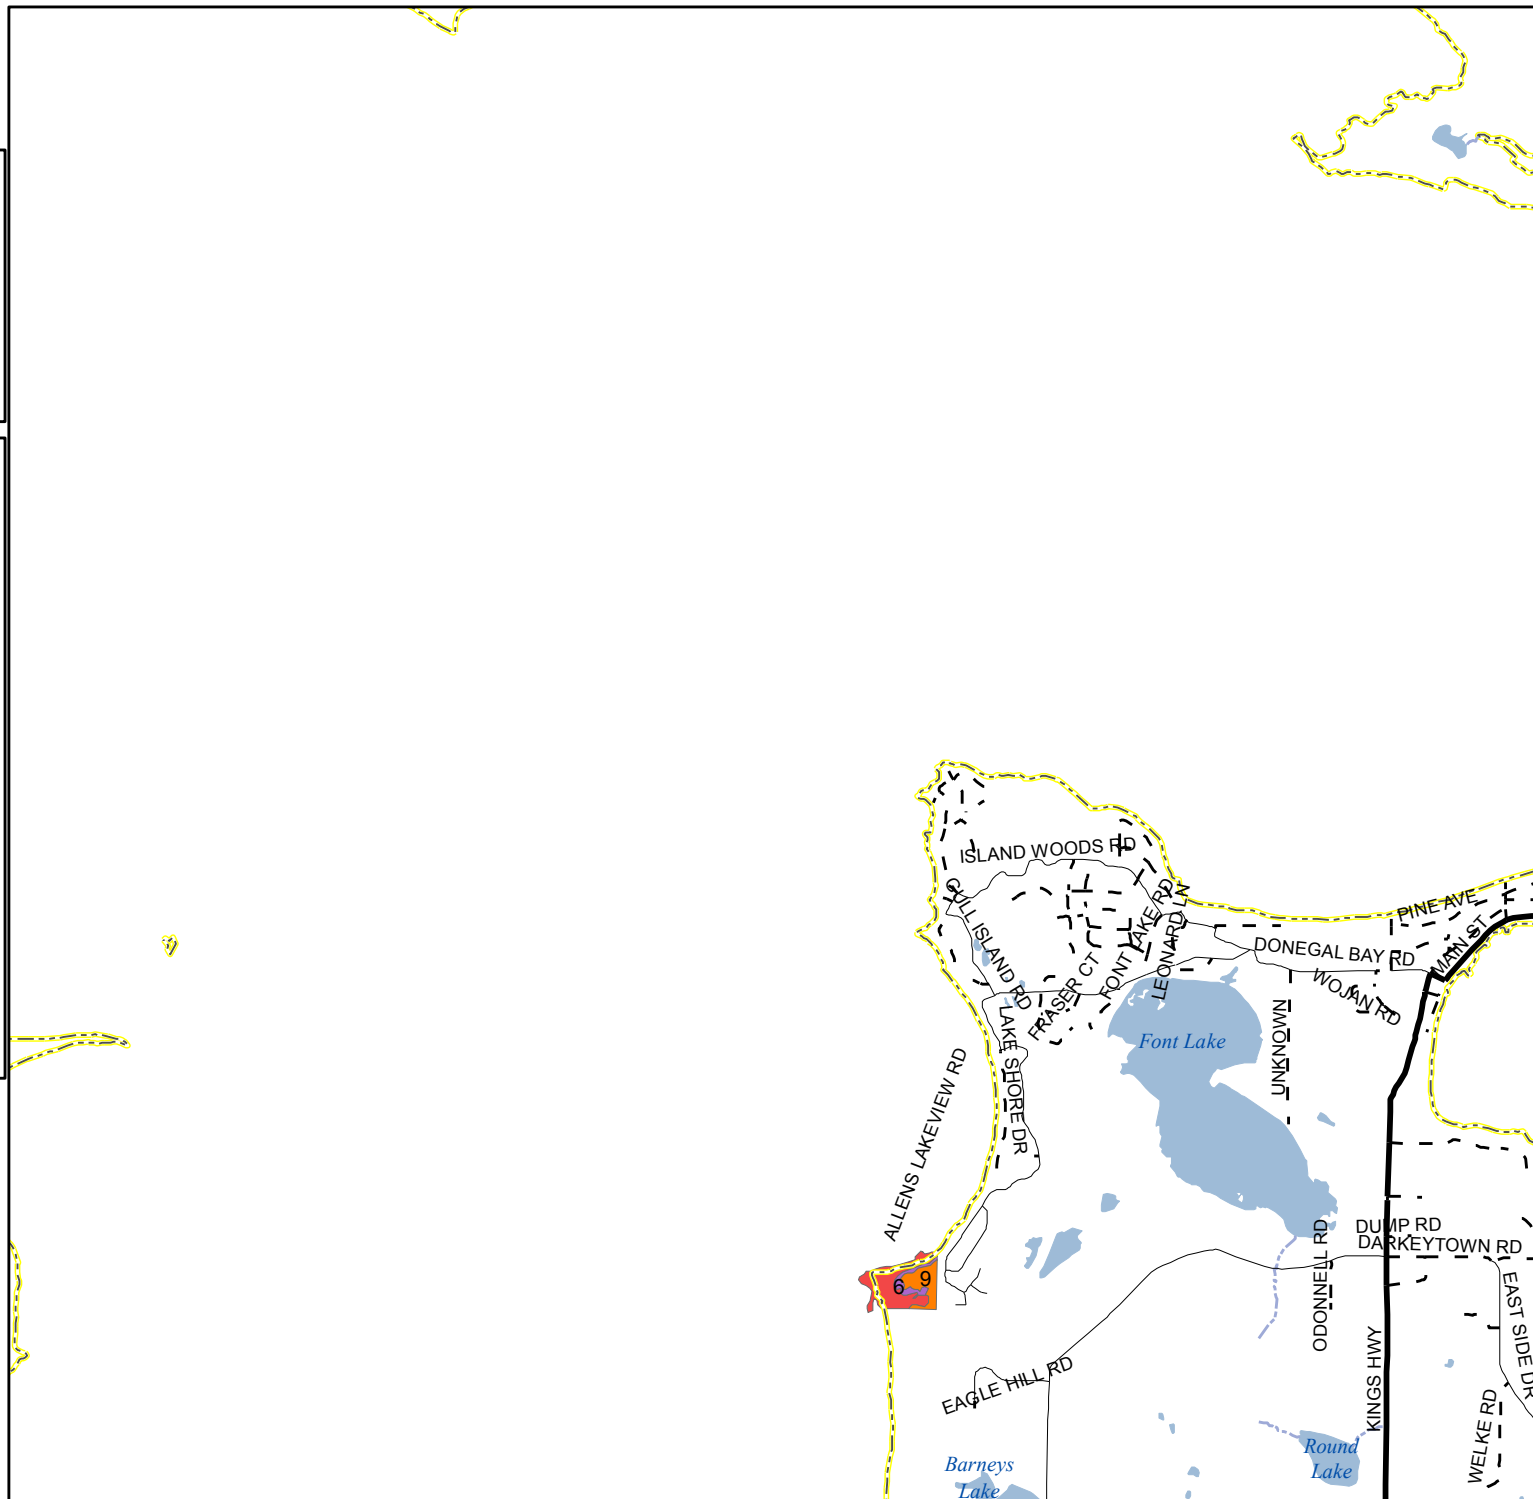 ISLAND WOODS RD
GULL ISLAND RD
FONT LAKE RD
LEONARD LN
FRASER CT
PINE AVE
MAIN ST
DONEGAL BAY RD
WOJAN RD
UNKNOWN
Font Lake
LAKE SHORE DR
ALLENS LAKEVIEW RD
DUMP RD
DARKEYTOWN RD
ODONNELL RD
EAST SIDE DR
6
9
KINGS HWY
EAGLE HILL RD
WELKE RD
Barneys
Lake
Round
Lake